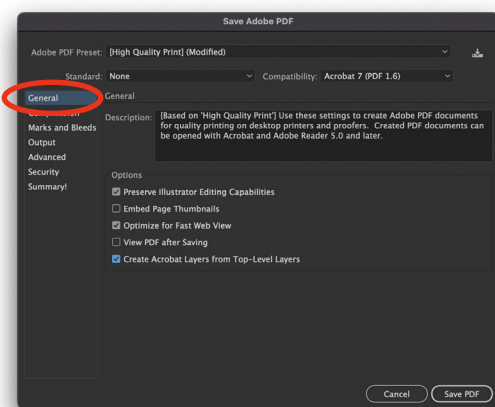 Save Adobe PDF
Adobe PDF Preset: [High Quality Print] (Modified)
Standard: None Compatibility: Acrobat 7 (PDF 1.6)
General
General
Description: [Based on 'High Quality Print'] Use these settings to create Adobe PDF documents
for quality printing on desktop printers and proofers. Created PDF documents can
be opened with Acrobat and Adobe Reader 5.0 and later.
Marks and Bleeds
Output
Advanced
Security
Summary!
Options
Preserve Illustrator Editing Capabilities
Embed Page Thumbnails
Optimize for Fast Web View
View PDF after Saving
Create Acrobat Layers from Top-Level Layers
Cancel
Save PDF